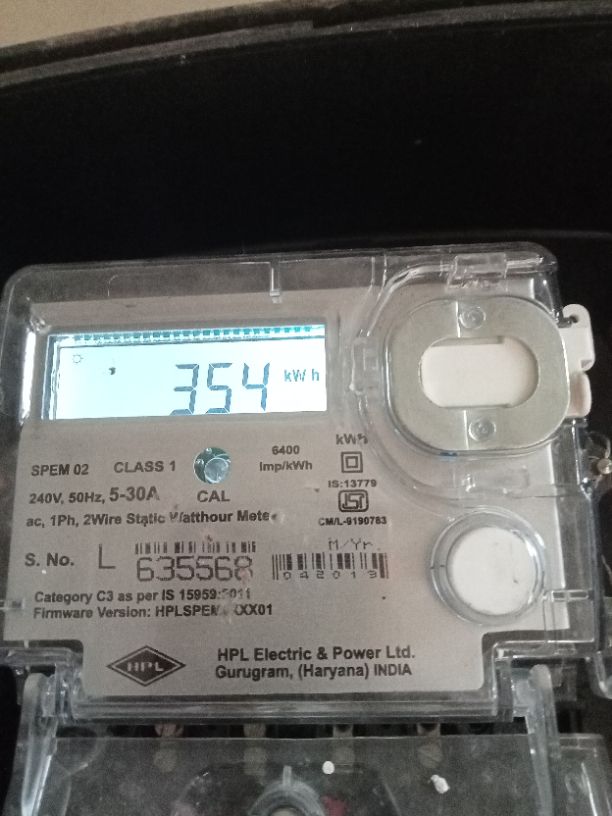 354 kWh
SPEM 02 CLASS 1 6400 imp/kWh kWh
240V, 50Hz, 5-30A CAL IS:13779
ac, 1Ph, 2Wire Static Watthour Meter CM/L-9190783
S. No. L 635568 M/Yr. 042019
Category C3 as per IS 15959:2011
Firmware Version:
HPL
HPL Electric & Power Ltd.
Gurugram, (Haryana) INDIA